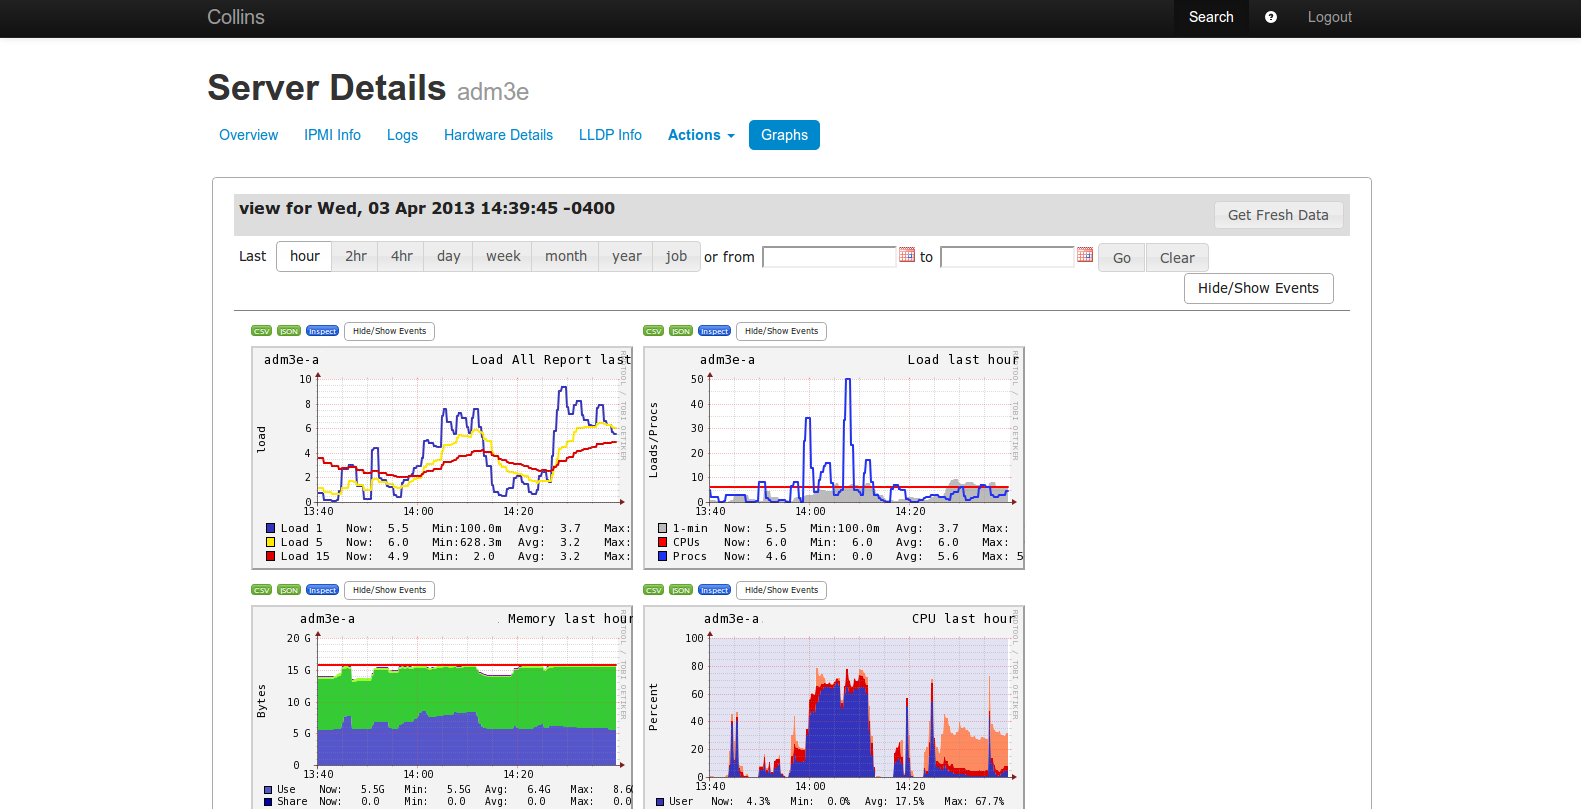 Collins
Search ? Logout
Server Details adm3e
Overview IPMI Info Logs Hardware Details LLDP Info Actions Graphs
view for Wed, 03 Apr 2013 14:39:45 -0400
Get Fresh Data
Last hour 2hr 4hr day week month year job or from to Go Clear
Hide/Show Events
CSV JSON Inspect Hide/Show Events
adm3e-a Load All Report last
RRDTOOL / TOBI OETIKER
load
10
8
6
4
2
0
13:40 14:00 14:20
Load 1 Now: 5.5 Min:100.0m Avg: 3.7 Max:
Load 5 Now: 6.0 Min:628.3m Avg: 3.2 Max:
Load 15 Now: 4.9 Min: 2.0 Avg: 3.2 Max:
CSV JSON Inspect Hide/Show Events
adm3e-a Load last hour
RRDTOOL / TOBI OETIKER
Loads/Procs
50
40
30
20
10
0
13:40 14:00 14:20
1-min Now: 5.5 Min:100.0m Avg: 3.7 Max:
CPUs Now: 6.0 Min: 6.0 Avg: 6.0 Max:
Procs Now: 4.6 Min: 0.0 Avg: 5.6 Max: 5
CSV JSON Inspect Hide/Show Events
adm3e-a Memory last hour
RRDTOOL / TOBI OETIKER
Bytes
20 G
15 G
10 G
5 G
0
13:40 14:00 14:20
Use Now: 5.5G Min: 5.5G Avg: 6.4G Max: 8.6G
Share Now: 0.0 Min: 0.0 Avg: 0.0 Max: 0.0
CSV JSON Inspect Hide/Show Events
adm3e-a CPU last hour
RRDTOOL / TOBI OETIKER
Percent
100
80
60
40
20
0
13:40 14:00 14:20
User Now: 4.3% Min: 0.0% Avg: 17.5% Max: 67.7%